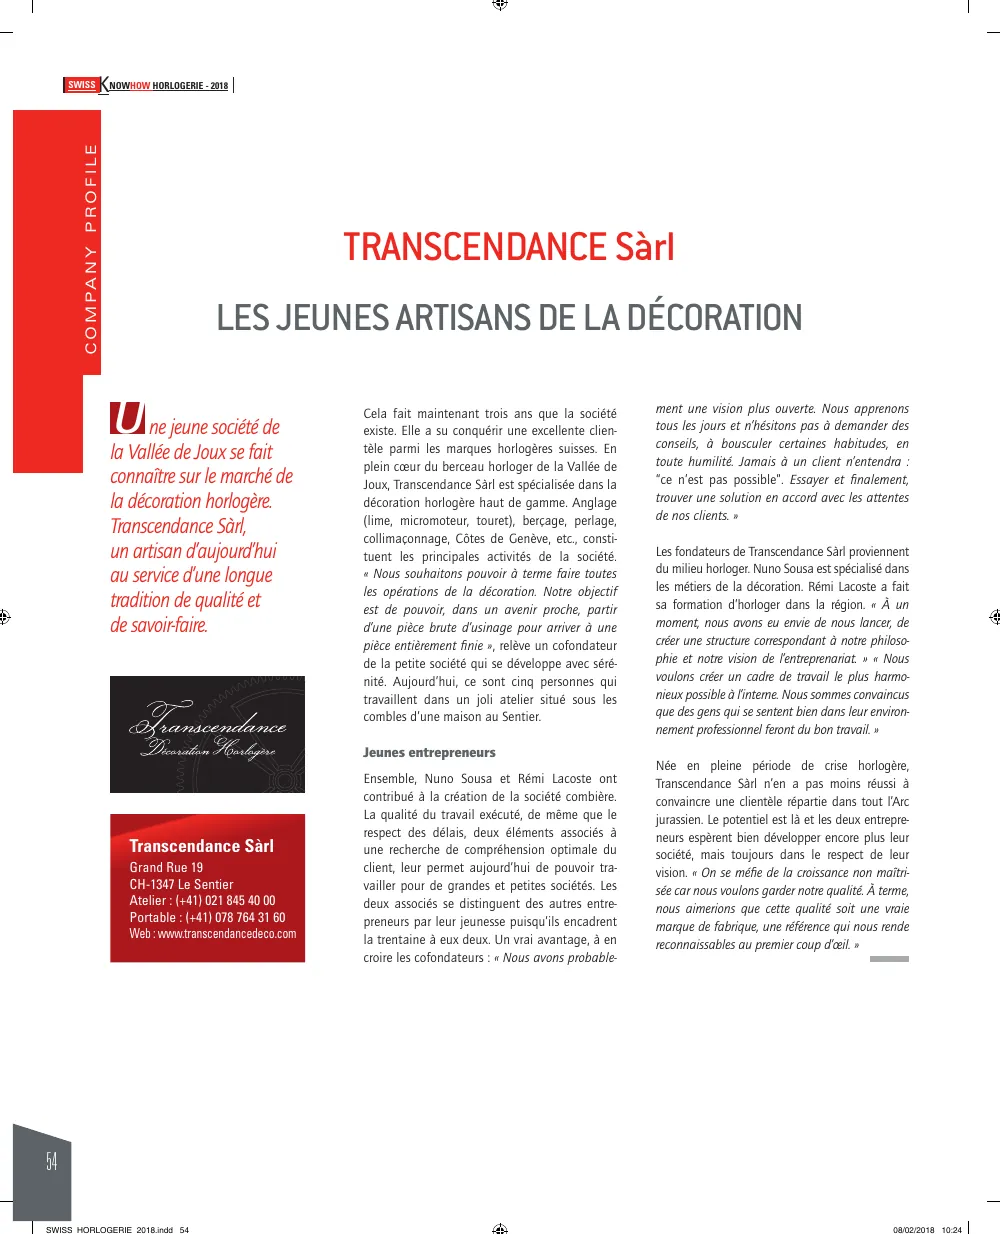 SWISS KNOWHOW HORLOGERIE - 2018
COMPANY PROFILE
TRANSCENDANCE Sàrl
LES JEUNES ARTISANS DE LA DÉCORATION
Une jeune société de
la Vallée de Joux se fait
connaître sur le marché de
la décoration horlogère.
Transcendance Sàrl,
un artisan d’aujourd’hui
au service d’une longue
tradition de qualité et
de savoir-faire.
Transcendance
Décoration Horlogère
Transcendance Sàrl
Grand Rue 19
CH-1347 Le Sentier
Atelier : (+41) 021 845 40 00
Portable : (+41) 078 764 31 60
Web : www.transcendancedeco.com
Cela fait maintenant trois ans que la société
existe. Elle a su conquérir une excellente clien-
tèle parmi les marques horlogères suisses. En
plein cœur du berceau horloger de la Vallée de
Joux, Transcendance Sàrl est spécialisée dans la
décoration horlogère haut de gamme. Anglage
(lime, micromoteur, touret), berçage, perlage,
collimaçonnage, Côtes de Genève, etc., consti-
tuent les principales activités de la société.
« Nous souhaitons pouvoir à terme faire toutes
les opérations de la décoration. Notre objectif
est de pouvoir, dans un avenir proche, partir
d’une pièce brute d’usinage pour arriver à une
pièce entièrement finie », relève un cofondateur
de la petite société qui se développe avec séré-
nité. Aujourd’hui, ce sont cinq personnes qui
travaillent dans un joli atelier situé sous les
combles d’une maison au Sentier.
Jeunes entrepreneurs
Ensemble, Nuno Sousa et Rémi Lacoste ont
contribué à la création de la société combière.
La qualité du travail exécuté, de même que le
respect des délais, deux éléments associés à
une recherche de compréhension optimale du
client, leur permet aujourd’hui de pouvoir tra-
vailler pour de grandes et petites sociétés. Les
deux associés se distinguent des autres entre-
preneurs par leur jeunesse puisqu’ils encadrent
la trentaine à eux deux. Un vrai avantage, à en
croire les cofondateurs : « Nous avons probable-
ment une vision plus ouverte. Nous apprenons
tous les jours et n’hésitons pas à demander des
conseils, à bousculer certaines habitudes, en
toute humilité. Jamais à un client n’entendra :
“ce n’est pas possible”. Essayer et finalement,
trouver une solution en accord avec les attentes
de nos clients. »
Les fondateurs de Transcendance Sàrl proviennent
du milieu horloger. Nuno Sousa est spécialisé dans
les métiers de la décoration. Rémi Lacoste a fait
sa formation d’horloger dans la région. « À un
moment, nous avons eu envie de nous lancer, de
créer une structure correspondant à notre philoso-
phie et notre vision de l’entreprenariat. » « Nous
voulons créer un cadre de travail le plus harmo-
nieux possible à l’interne. Nous sommes convaincus
que des gens qui se sentent bien dans leur environ-
nement professionnel feront du bon travail. »
Née en pleine période de crise horlogère,
Transcendance Sàrl n’en a pas moins réussi à
convaincre une clientèle répartie dans tout l’Arc
jurassien. Le potentiel est là et les deux entrepre-
neurs espèrent bien développer encore plus leur
société, mais toujours dans le respect de leur
vision. « On se méfie de la croissance non maîtri-
sée car nous voulons garder notre qualité. À terme,
nous aimerions que cette qualité soit une vraie
marque de fabrique, une référence qui nous rende
reconnaissables au premier coup d’œil. »
54
SWISS HORLOGERIE 2018.indd 54
08/02/2018 10:24